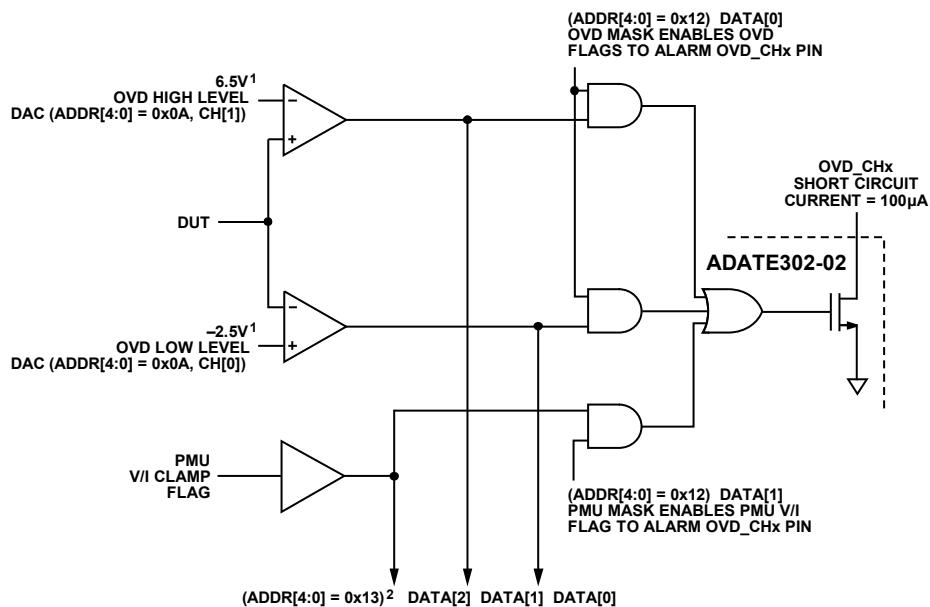 (ADDR[4:0] = 0x12) DATA[0]
OVD MASK ENABLES OVD
FLAGS TO ALARM OVD_CHx PIN
6.5V1
OVD HIGH LEVEL
DAC (ADDR[4:0] = 0x0A, CH[1])
–
+
OVD_CHx
SHORT CIRCUIT
CURRENT = 100µA
DUT
ADATE302-02
–
–2.5V1
OVD LOW LEVEL
+
DAC (ADDR[4:0] = 0x0A, CH[0])
PMU
V/I CLAMP
FLAG
(ADDR[4:0] = 0x12) DATA[1]
PMU MASK ENABLES PMU V/I
FLAG TO ALARM OVD_CHx PIN
(ADDR[4:0] = 0x13)2 DATA[2] DATA[1] DATA[0]